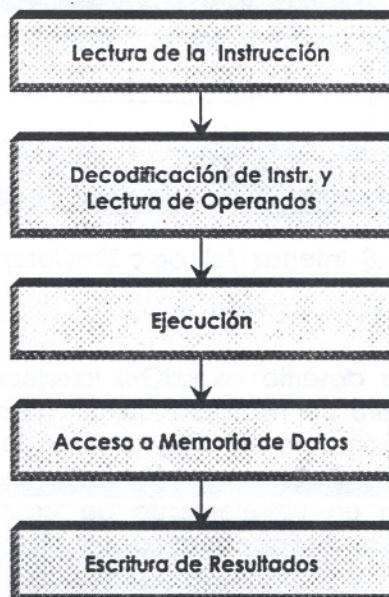 Lectura de la Instrucción
Decodificación de Instr. y
Lectura de Operandos
Ejecución
Acceso a Memoria de Datos
Escritura de Resultados